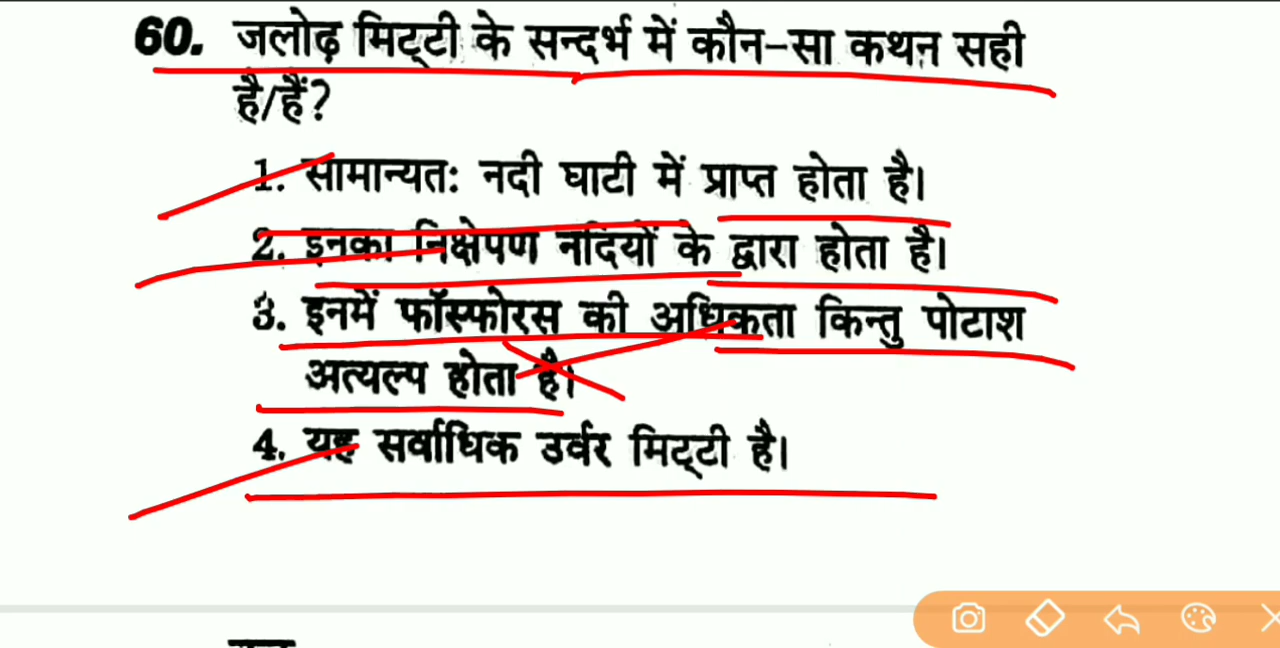 60. जलोढ़ मिट्टी के सन्दर्भ में कौन-सा कथन सही
है/हैं?
1. सामान्यतः नदी घाटी में प्राप्त होता है।
2. इनका निक्षेपण नदियों के द्वारा होता है।
3. इनमें फॉस्फोरस की अधिकता किन्तु पोटाश
अत्यल्प होता है।
4. यह सर्वाधिक उर्वर मिट्टी है।